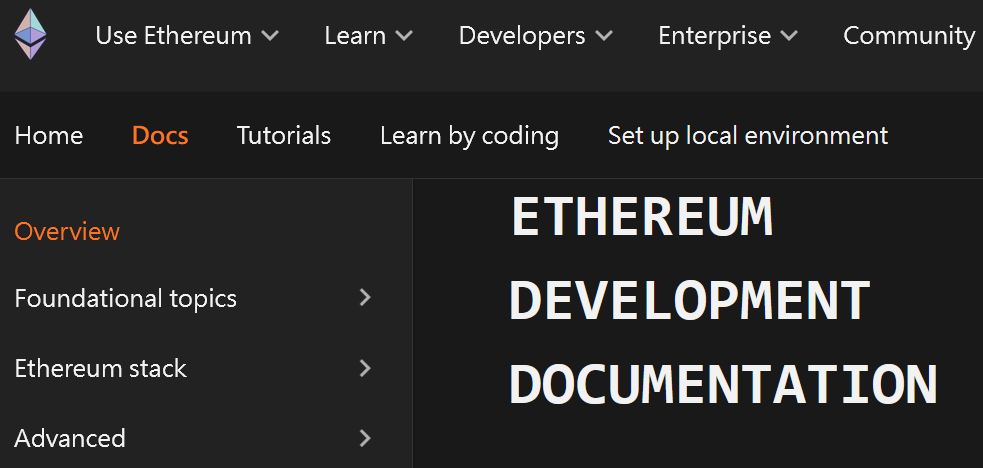 Use Ethereum Learn Developers Enterprise Community
Home Docs Tutorials Learn by coding Set up local environment
Overview
Foundational topics
Ethereum stack
Advanced
ETHEREUM
DEVELOPMENT
DOCUMENTATION